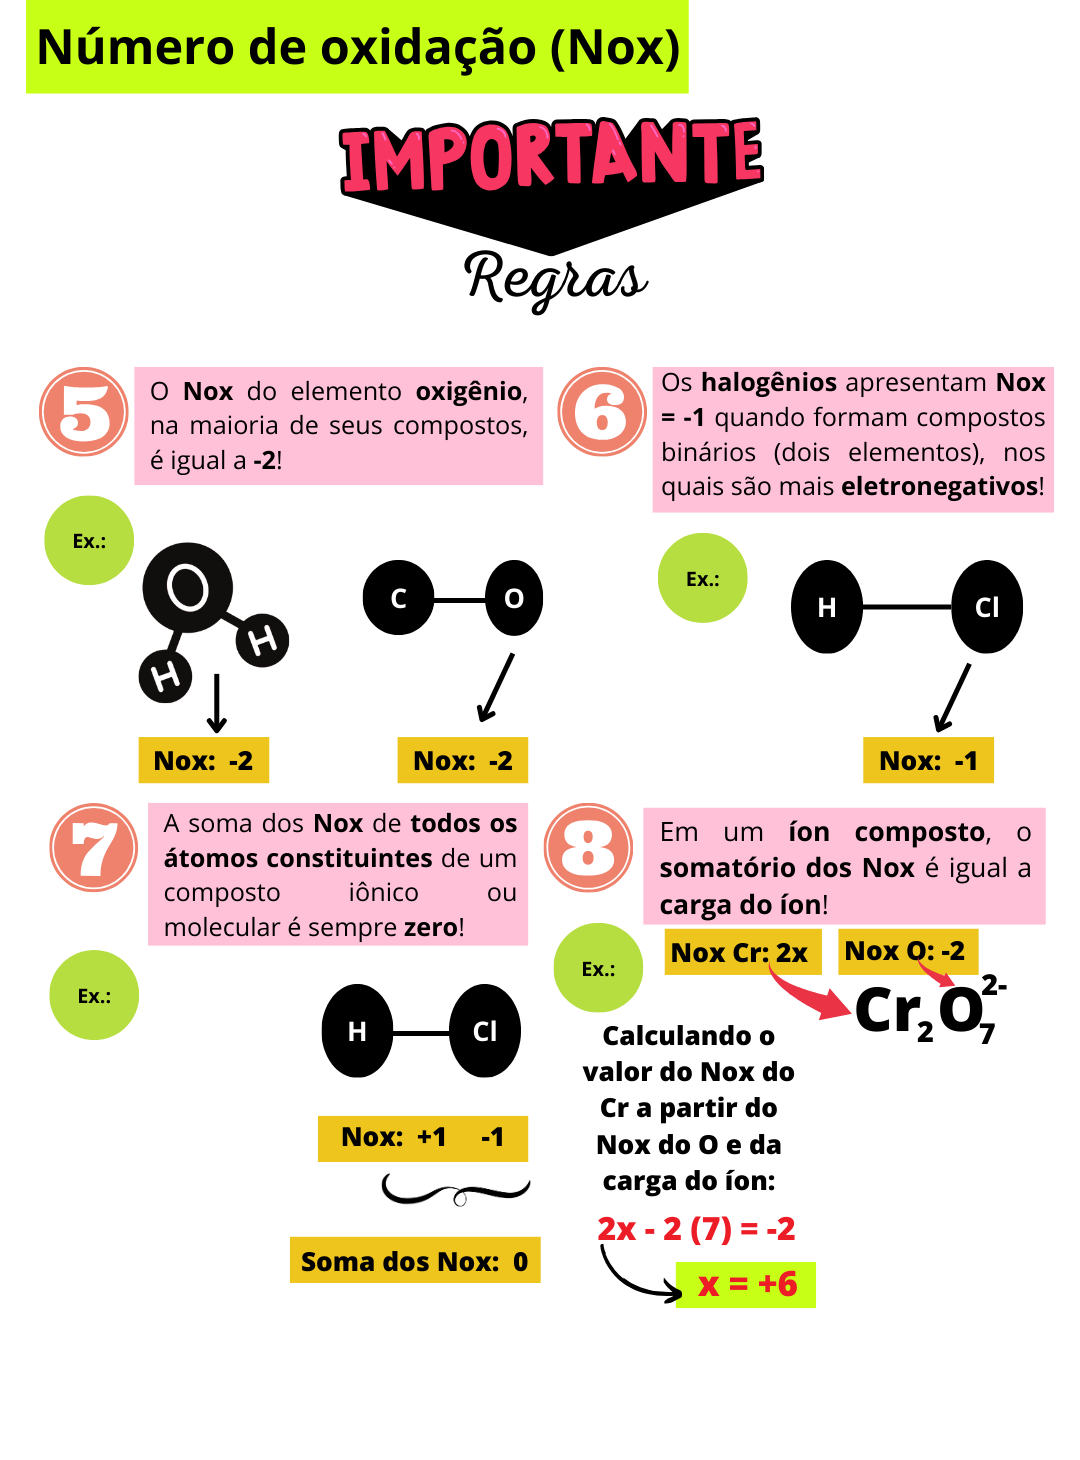 Número de oxidação (Nox)
IMPORTANTE
Regras
5
O Nox do elemento oxigênio,
na maioria de seus compostos,
é igual a -2!
6
Os halogênios apresentam Nox
= -1 quando formam compostos
binários (dois elementos), nos
quais são mais eletronegativos!
Ex.:
O
H
H
C
O
Nox: -2
Nox: -2
Ex.:
H
Cl
Nox: -1
7
A soma dos Nox de todos os
átomos constituintes de um
composto iônico ou
molecular é sempre zero!
Ex.:
H
Cl
Nox: +1 -1
Soma dos Nox: 0
8
Em um íon composto, o
somatório dos Nox é igual a
carga do íon!
Ex.:
Nox Cr: 2x
Nox O: -2
Cr2O7 2-
Calculando o
valor do Nox do
Cr a partir do
Nox do O e da
carga do íon:
2x - 2 (7) = -2
x = +6